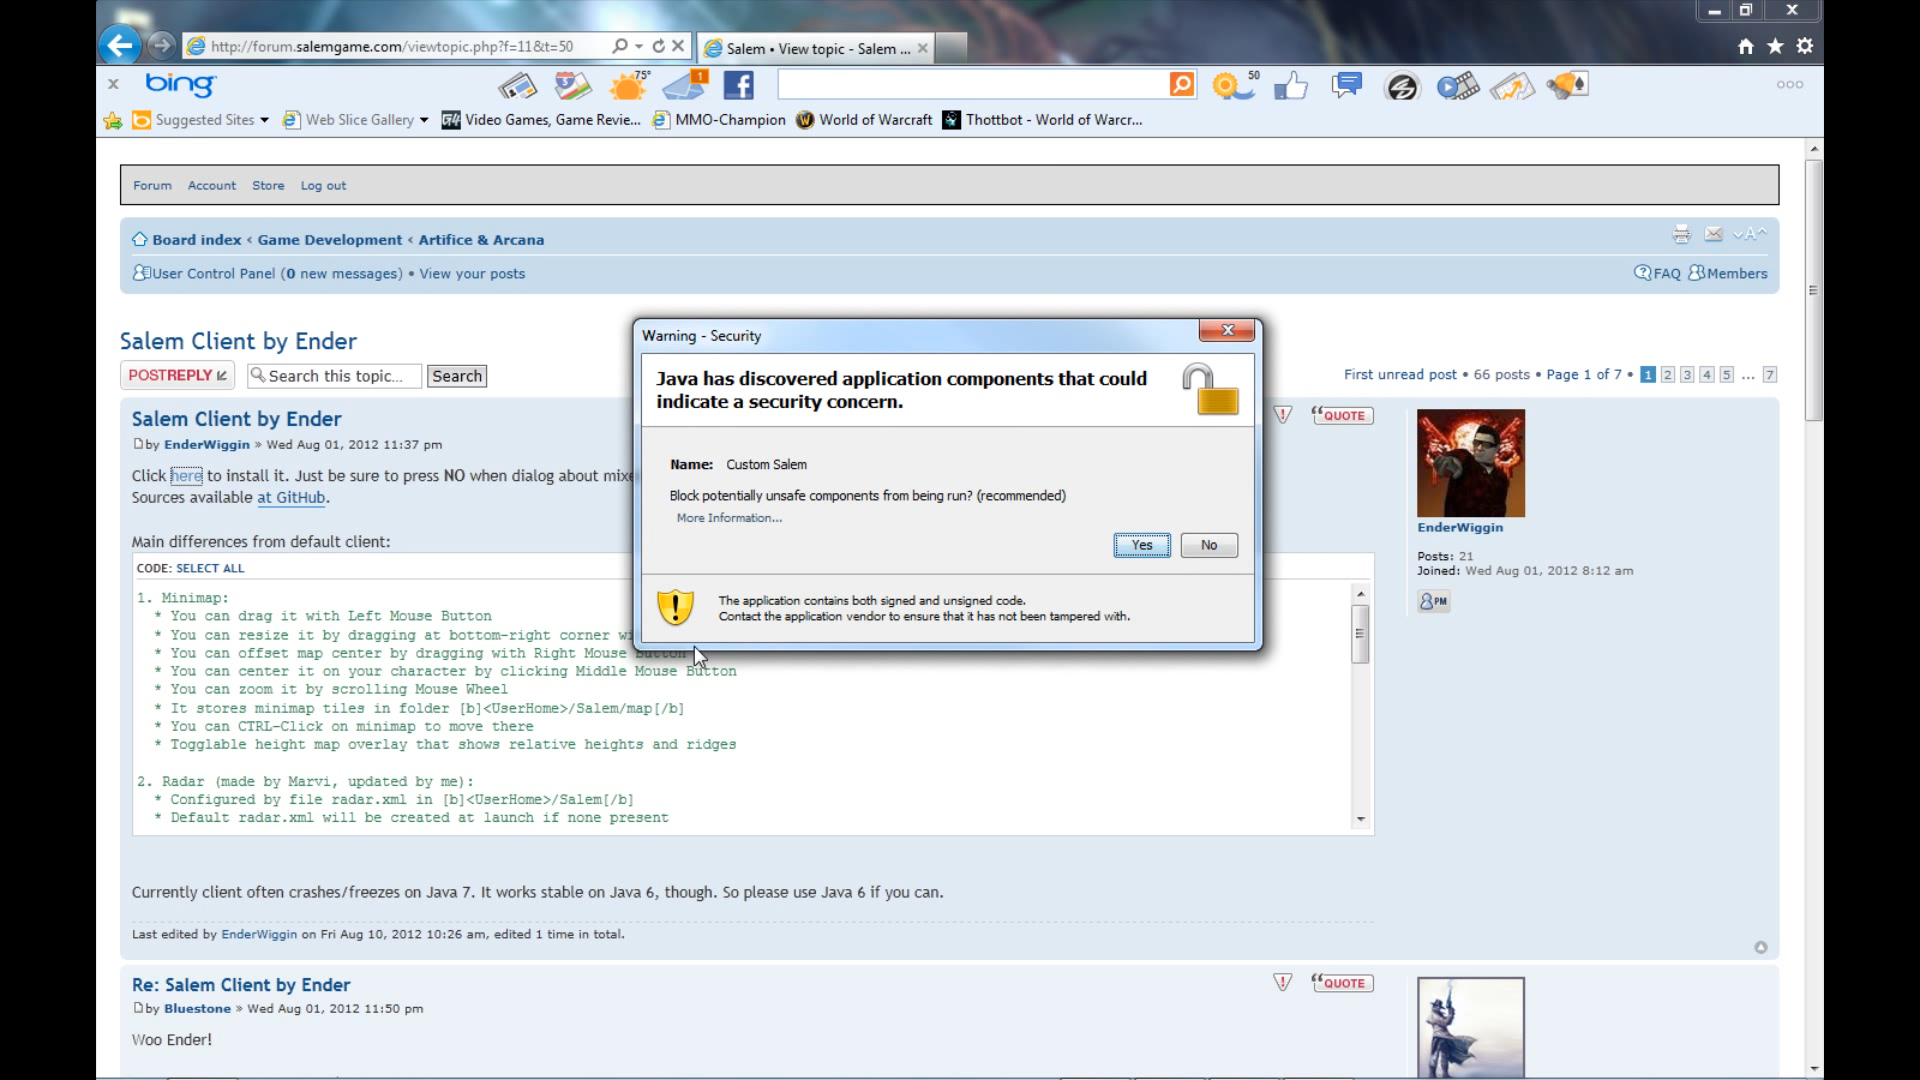 http://forum.salemgame.com/viewtopic.php?f=11&t=50
Salem • View topic - Salem ...
bing
75°
1
50
Suggested Sites
Web Slice Gallery
Video Games, Game Revie...
MMO-Champion
World of Warcraft
Thottbot - World of Warcr...
Forum Account Store Log out
Board index ‹ Game Development ‹ Artifice & Arcana
User Control Panel (0 new messages) • View your posts
FAQ Members
Salem Client by Ender
POSTREPLY
Search this topic...
Search
First unread post • 66 posts • Page 1 of 7 • 1 2 3 4 5 ... 7
Salem Client by Ender
by EnderWiggin » Wed Aug 01, 2012 11:37 pm
QUOTE
Click here to install it. Just be sure to press NO when dialog about mixe
Sources available at GitHub.
Main differences from default client:
CODE: SELECT ALL
1. Minimap:
* You can drag it with Left Mouse Button
* You can resize it by dragging at bottom-right corner wi
* You can offset map center by dragging with Right Mouse Button
* You can center it on your character by clicking Middle Mouse Button
* You can zoom it by scrolling Mouse Wheel
* It stores minimap tiles in folder [b]<UserHome>/Salem/map[/b]
* You can CTRL-Click on minimap to move there
* Togglable height map overlay that shows relative heights and ridges
2. Radar (made by Marvi, updated by me):
* Configured by file radar.xml in [b]<UserHome>/Salem[/b]
* Default radar.xml will be created at launch if none present
Currently client often crashes/freezes on Java 7. It works stable on Java 6, though. So please use Java 6 if you can.
Last edited by EnderWiggin on Fri Aug 10, 2012 10:26 am, edited 1 time in total.
EnderWiggin
Posts: 21
Joined: Wed Aug 01, 2012 8:12 am
PM
Warning - Security
Java has discovered application components that could
indicate a security concern.
Name: Custom Salem
Block potentially unsafe components from being run? (recommended)
More Information...
Yes
No
The application contains both signed and unsigned code.
Contact the application vendor to ensure that it has not been tampered with.
Re: Salem Client by Ender
by Bluestone » Wed Aug 01, 2012 11:50 pm
QUOTE
Woo Ender!